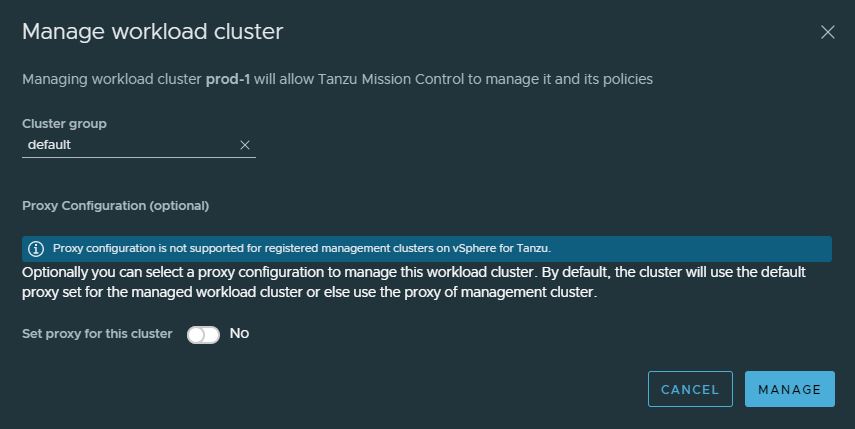 Manage workload cluster
Managing workload cluster prod-1 will allow Tanzu Mission Control to manage it and its policies
Cluster group
default
Proxy Configuration (optional)
Proxy configuration is not supported for registered management clusters on vSphere for Tanzu.
Optionally you can select a proxy configuration to manage this workload cluster. By default, the cluster will use the default
proxy set for the managed workload cluster or else use the proxy of management cluster.
Set proxy for this cluster No
CANCEL MANAGE